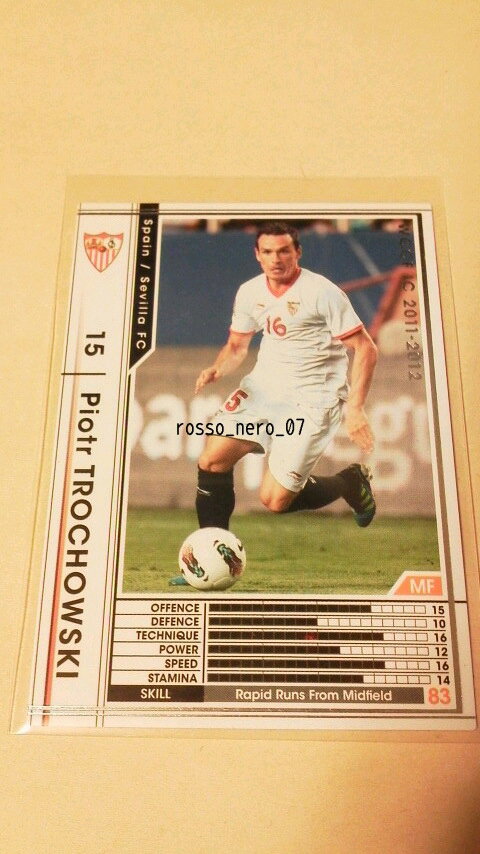 Spain / Sevilla FC
WCCF IC 2011-2012
15 | Piotr TROCHOWSKI
16
rosso_nero_07
MF
OFFENCE 15
DEFENCE 10
TECHNIQUE 16
POWER 12
SPEED 16
STAMINA 14
SKILL Rapid Runs From Midfield 83